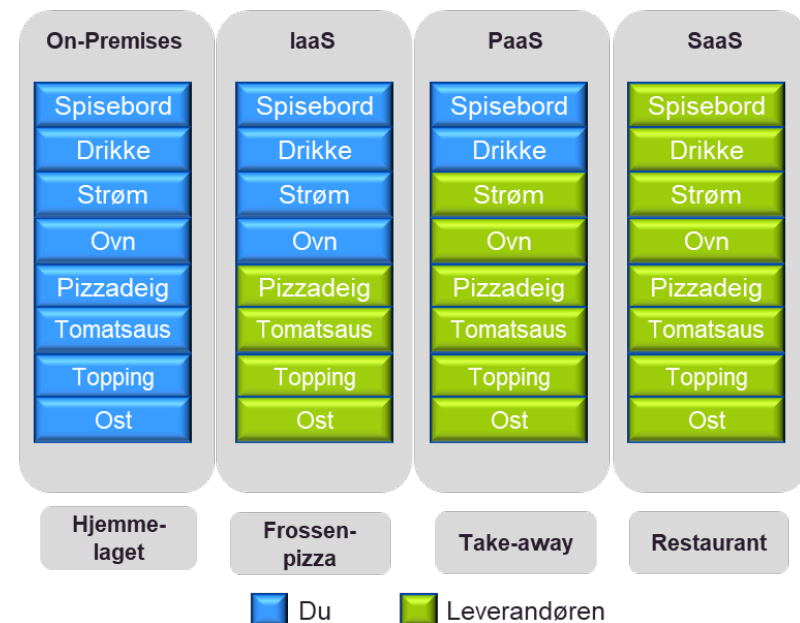 On-Premises
IaaS
PaaS
SaaS
Spisebord
Spisebord
Spisebord
Spisebord
Drikke
Drikke
Drikke
Drikke
Strøm
Strøm
Strøm
Strøm
Ovn
Ovn
Ovn
Ovn
Pizzadeig
Pizzadeig
Pizzadeig
Pizzadeig
Tomatsaus
Tomatsaus
Tomatsaus
Tomatsaus
Topping
Topping
Topping
Topping
Ost
Ost
Ost
Ost
Hjemme-
laget
Frossen-
pizza
Take-away
Restaurant
Du
Leverandøren